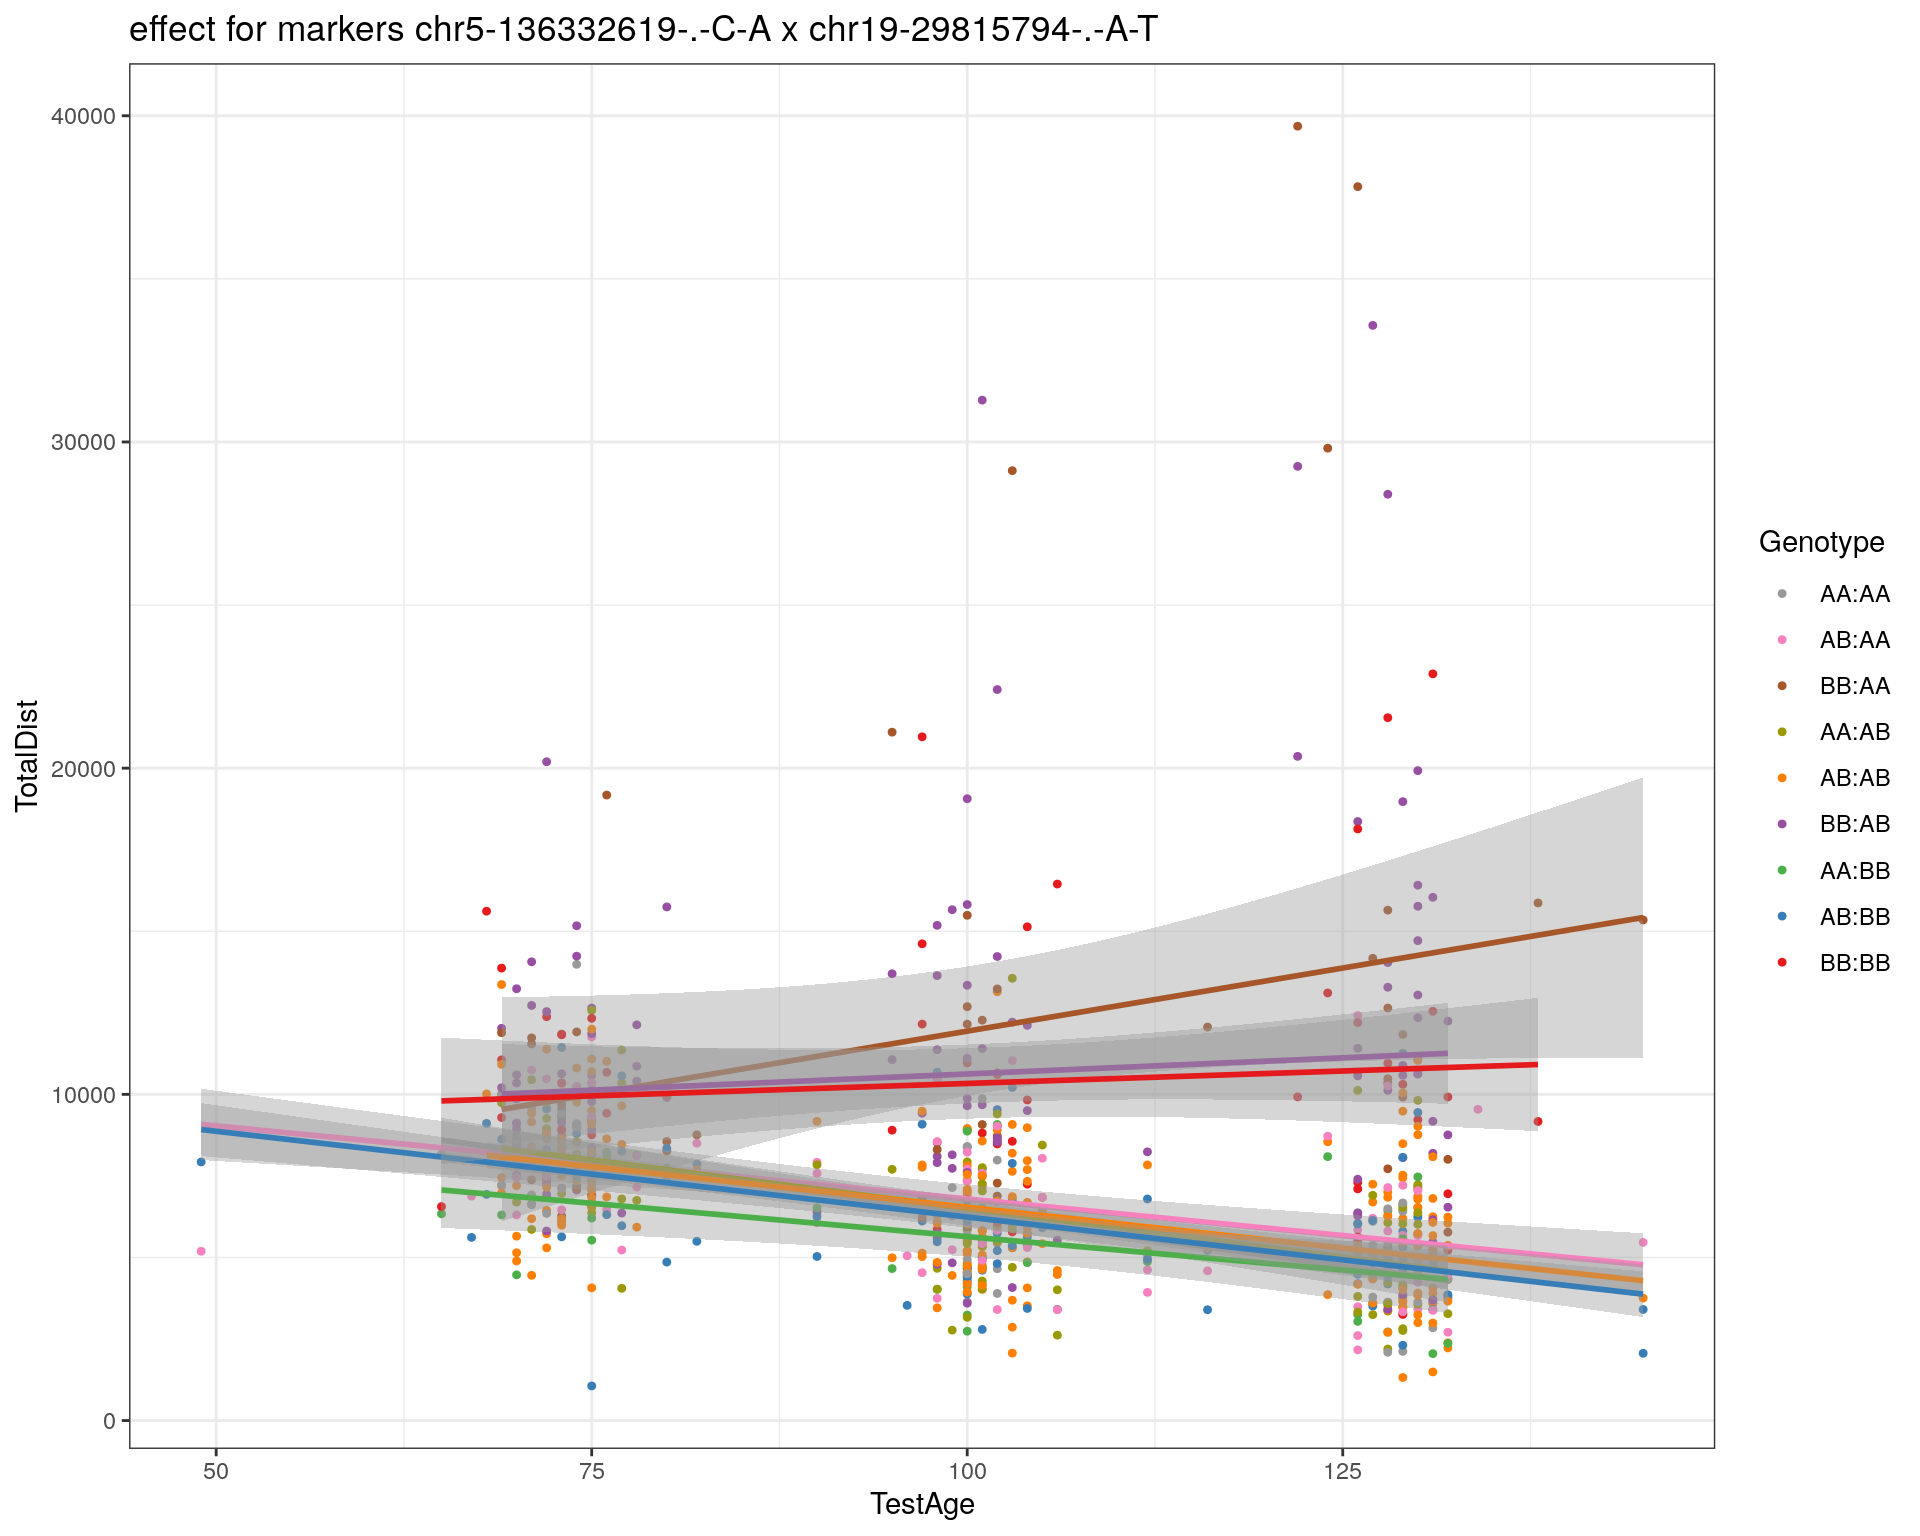 effect for markers chr5-136332619-.-C-A x chr19-29815794-.-A-T
40000
30000
20000
10000
0
TotalDist
50
75
100
125
TestAge
Genotype
AA:AA
AB:AA
BB:AA
AA:AB
AB:AB
BB:AB
AA:BB
AB:BB
BB:BB